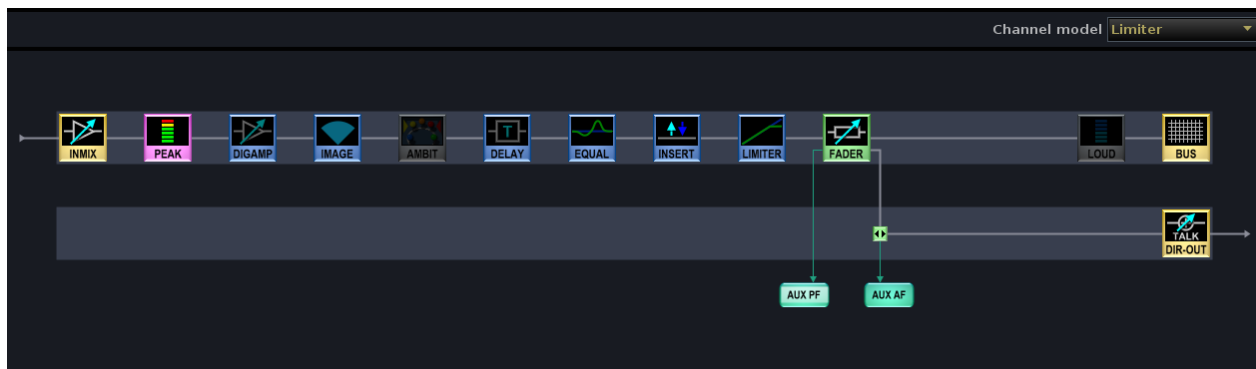 Channel model Limiter
INMIX PEAK DIGAMP IMAGE AMBIT DELAY EQUAL INSERT LIMITER FADER LOUD BUS
T
TALK
DIR-OUT
AUX PF AUX AF